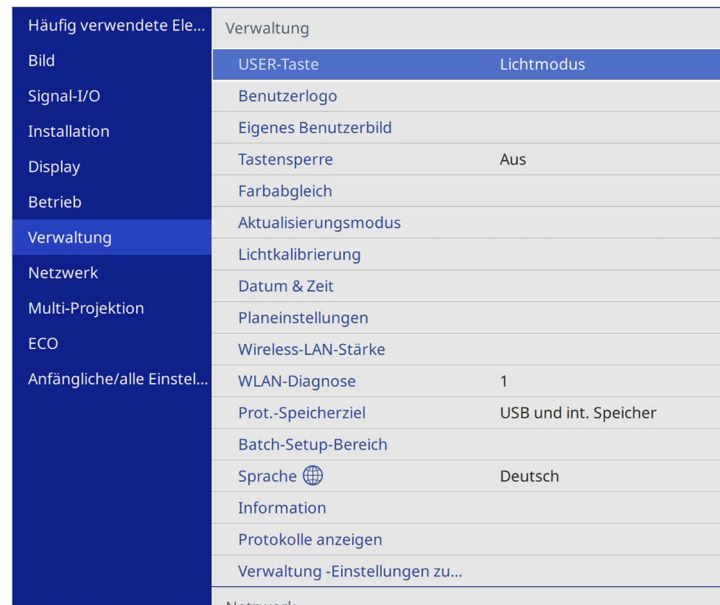 Häufig verwendete Ele...
Bild
Signal-I/O
Installation
Display
Betrieb
Verwaltung
Netzwerk
Multi-Projektion
ECO
Anfängliche/alle Einstel...
Verwaltung
USER-Taste Lichtmodus
Benutzerlogo
Eigenes Benutzerbild
Tastensperre Aus
Farbabgleich
Aktualisierungsmodus
Lichtkalibrierung
Datum & Zeit
Planeinstellungen
Wireless-LAN-Stärke
WLAN-Diagnose 1
Prot.-Speicherziel USB und int. Speicher
Batch-Setup-Bereich
Sprache Deutsch
Information
Protokolle anzeigen
Verwaltung -Einstellungen zu...
Netzwerk